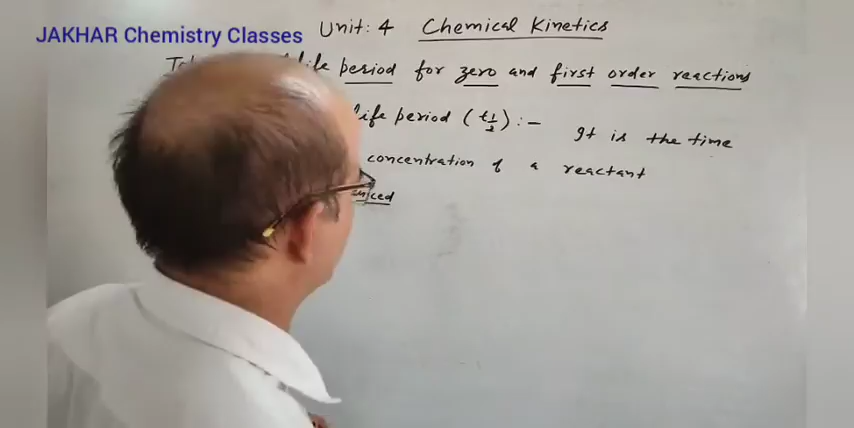 JAKHAR Chemistry Classes
Unit: 4 Chemical Kinetics
life period for zero and first order reactions
life period (t½) :- It is the time
concentration of a reactant